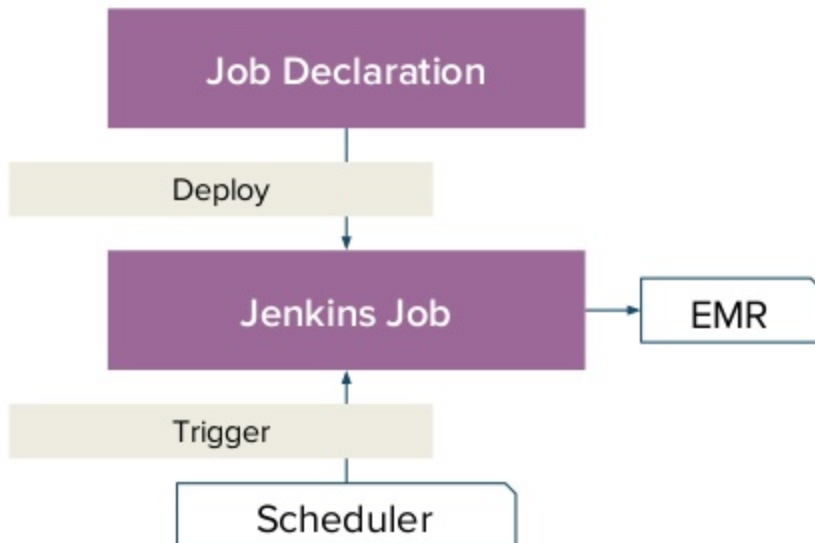 Job Declaration
Deploy
Jenkins Job
EMR
Trigger
Scheduler